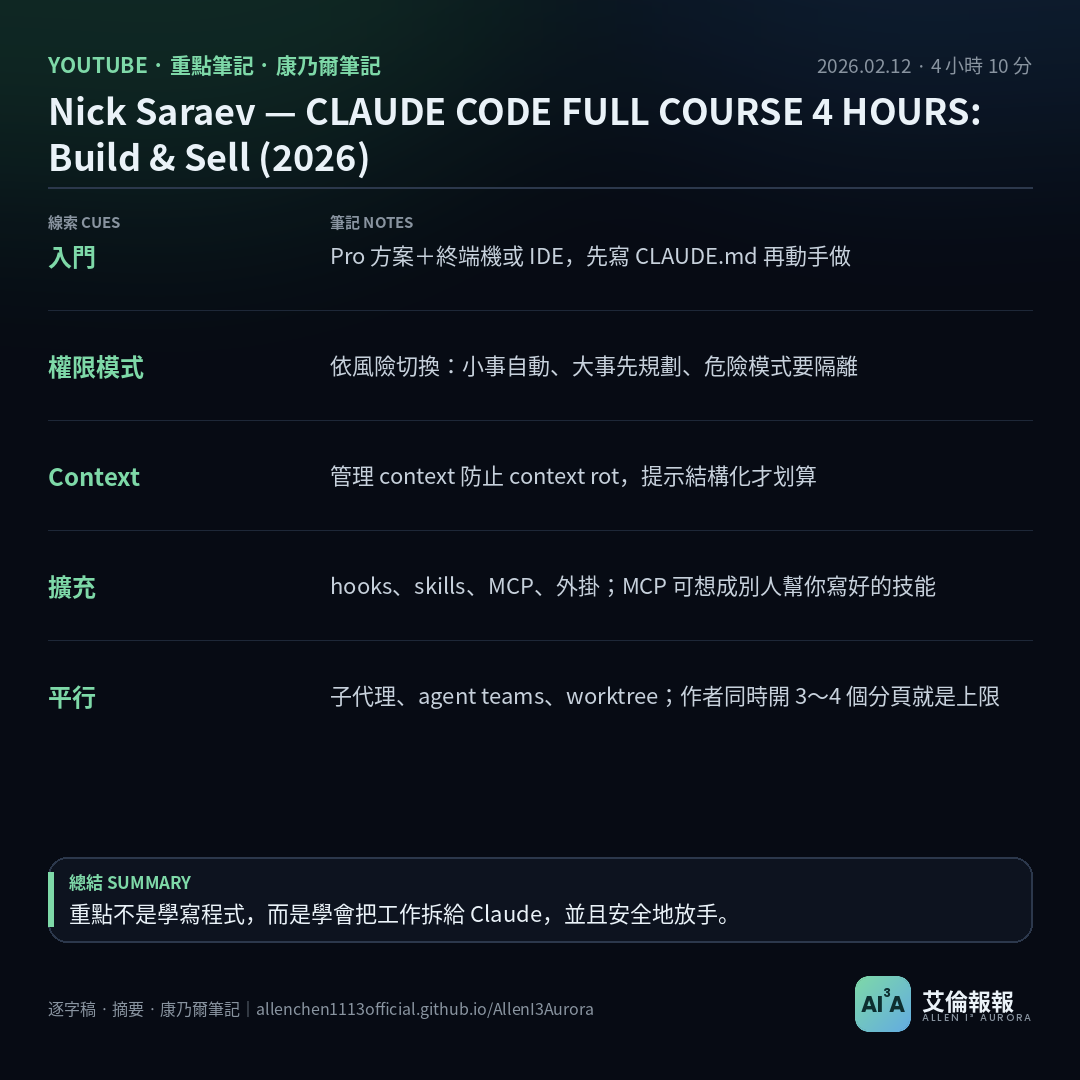 YOUTUBE · 重點筆記 · 康乃爾筆記
2026.02.12 · 4 小時 10 分
Nick Saraev — CLAUDE CODE FULL COURSE 4 HOURS:
Build & Sell (2026)
線索 CUES
筆記 NOTES
入門
Pro 方案＋終端機或 IDE，先寫 CLAUDE.md 再動手做
權限模式
依風險切換：小事自動、大事先規劃、危險模式要隔離
Context
管理 context 防止 context rot，提示結構化才划算
擴充
hooks、skills、MCP、外掛；MCP 可想成別人幫你寫好的技能
平行
子代理、agent teams、worktree；作者同時開 3～4 個分頁就是上限
總結 SUMMARY
重點不是學寫程式，而是學會把工作拆給 Claude，並且安全地放手。
逐字稿 · 摘要 · 康乃爾筆記｜allenchen1113official.github.io/AllenI3Aurora
AI³A
艾倫報報
ALLEN I³ AURORA